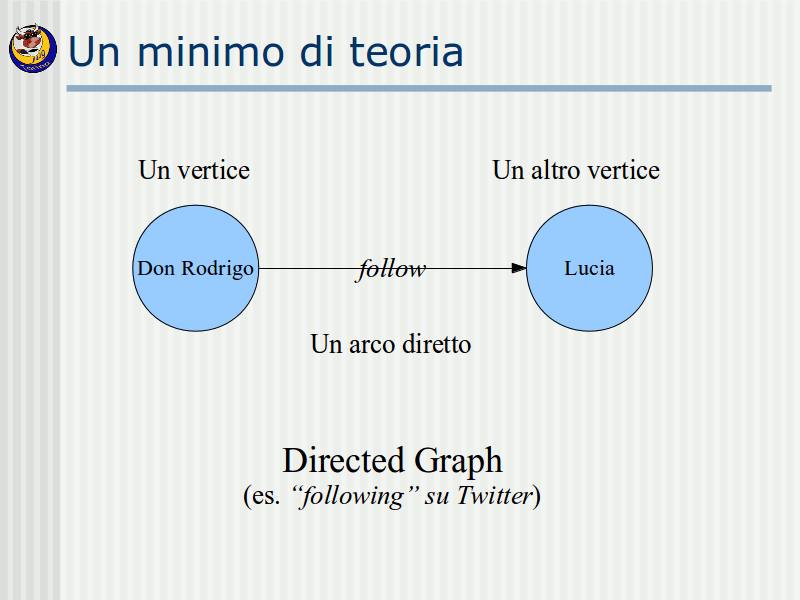 Un minimo di teoria
Un vertice
Un altro vertice
Don Rodrigo
follow
Lucia
Un arco diretto
Directed Graph
(es. “following” su Twitter)